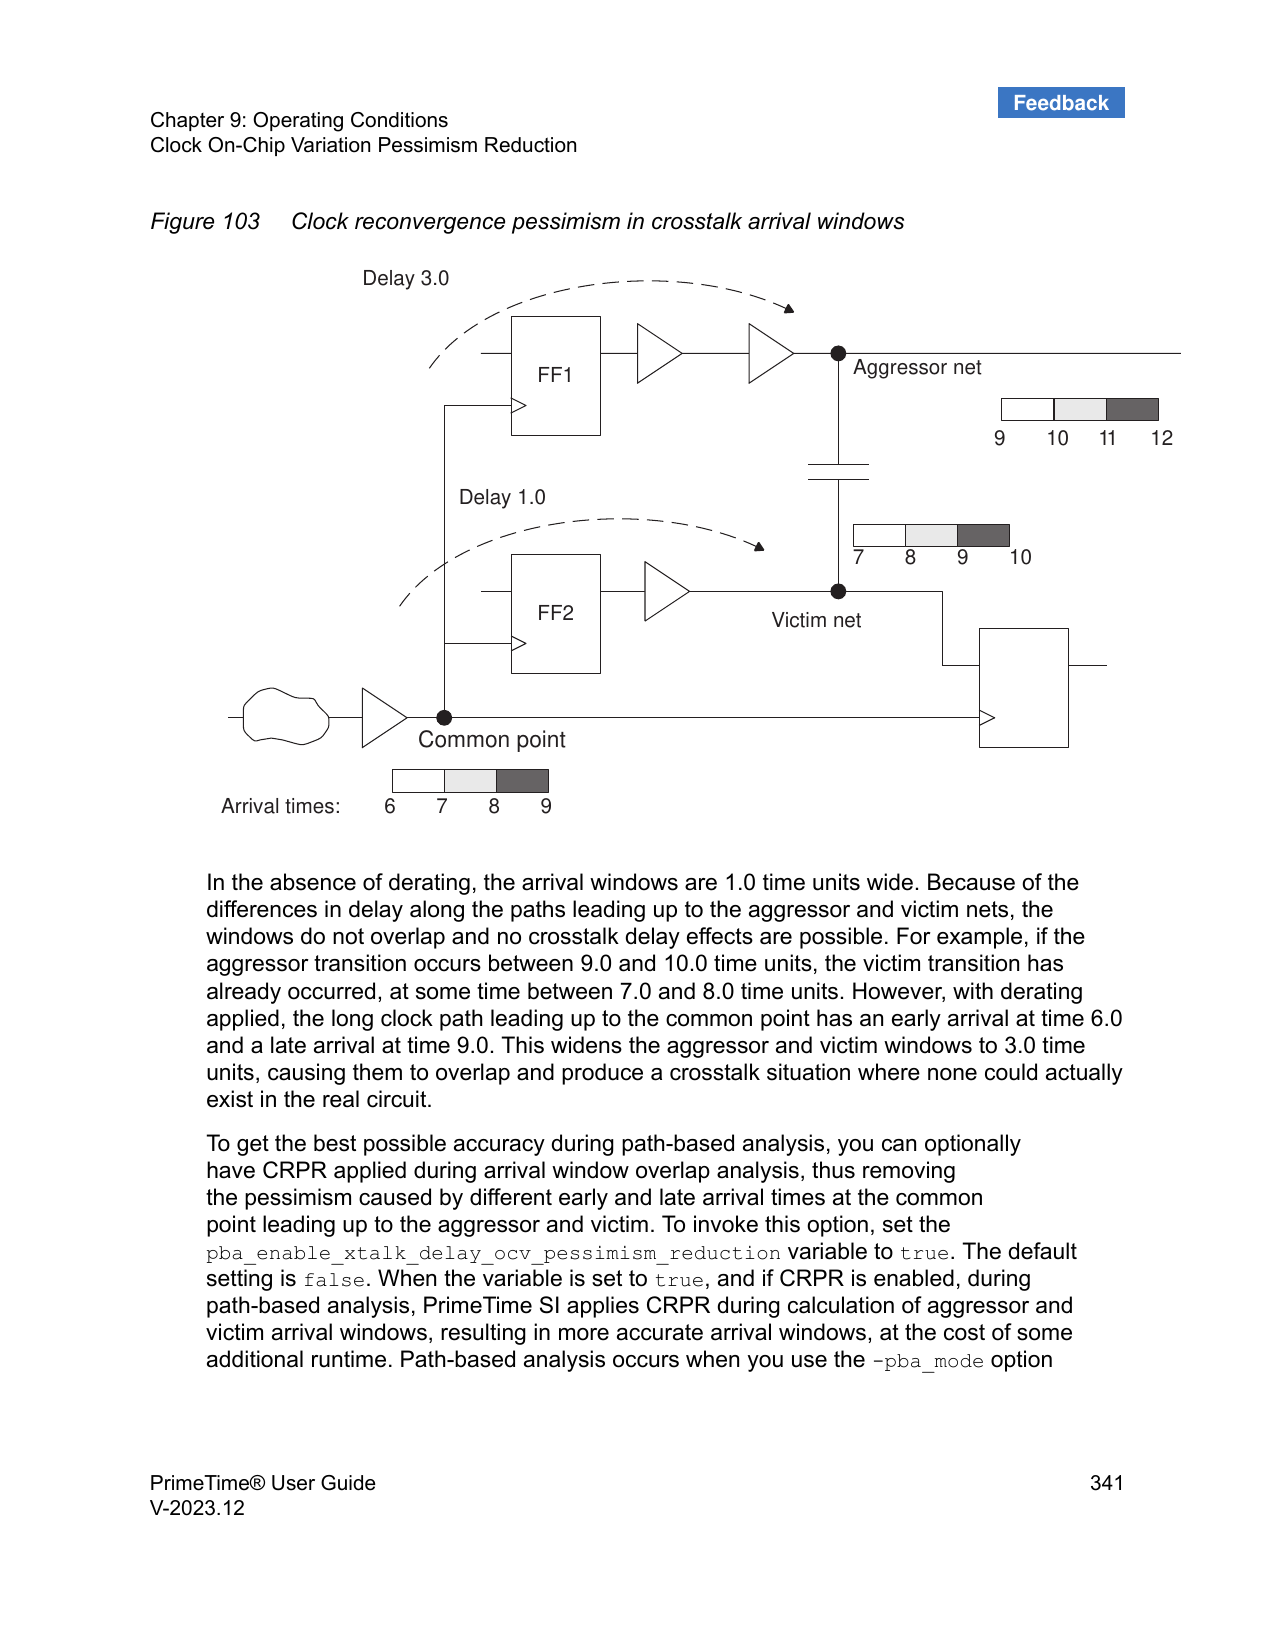 Feedback
Chapter 9: Operating Conditions
Clock On-Chip Variation Pessimism Reduction
Figure 103 Clock reconvergence pessimism in crosstalk arrival windows
Delay 3.0
FF1
Aggressor net
9 10 11 12
Delay 1.0
7 8 9 10
FF2
Victim net
Common point
Arrival times: 6 7 8 9
In the absence of derating, the arrival windows are 1.0 time units wide. Because of the
differences in delay along the paths leading up to the aggressor and victim nets, the
windows do not overlap and no crosstalk delay effects are possible. For example, if the
aggressor transition occurs between 9.0 and 10.0 time units, the victim transition has
already occurred, at some time between 7.0 and 8.0 time units. However, with derating
applied, the long clock path leading up to the common point has an early arrival at time 6.0
and a late arrival at time 9.0. This widens the aggressor and victim windows to 3.0 time
units, causing them to overlap and produce a crosstalk situation where none could actually
exist in the real circuit.
To get the best possible accuracy during path-based analysis, you can optionally
have CRPR applied during arrival window overlap analysis, thus removing
the pessimism caused by different early and late arrival times at the common
point leading up to the aggressor and victim. To invoke this option, set the
pba_enable_xtalk_delay_ocv_pessimism_reduction variable to true. The default
setting is false. When the variable is set to true, and if CRPR is enabled, during
path-based analysis, PrimeTime SI applies CRPR during calculation of aggressor and
victim arrival windows, resulting in more accurate arrival windows, at the cost of some
additional runtime. Path-based analysis occurs when you use the -pba_mode option
PrimeTime® User Guide 341
V-2023.12